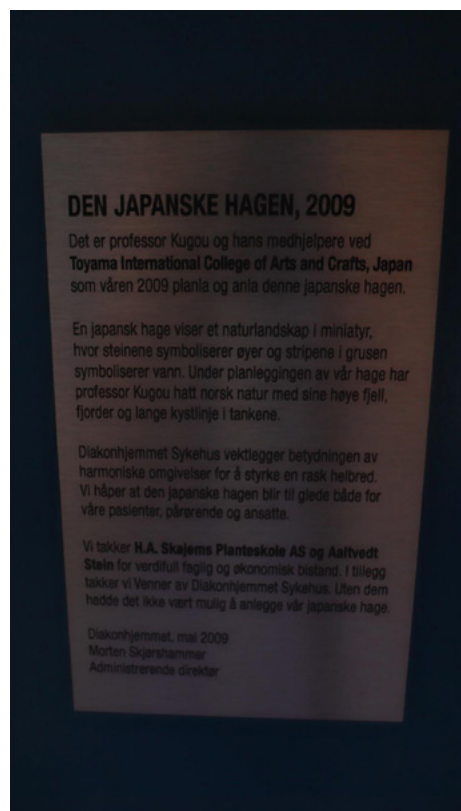 DEN JAPANSKE HAGEN, 2009
Det er professor Kugou og hans medhjelpere ved
Toyama International College of Arts and Crafts, Japan
som våren 2009 planla og anla denne japanske hagen.
En japansk hage viser et naturlandskap i miniatyr,
hvor steinene symboliserer øyer og stripene i grusen
symboliserer vann. Under planleggingen av vår hage har
professor Kugou hatt norsk natur med sine høye fjell,
fjorder og lange kystlinje i tankene.
Diakonhjemmet Sykehus vektlegger betydningen av
harmoniske omgivelser for å styrke en rask helbred.
Vi håper at den japanske hagen blir til glede både for
våre pasienter, pårørende og ansatte.
Vi takker H.A. Skajems Planteskole AS og Aaltvedt
Stein for verdifull faglig og økonomisk bistand. I tillegg
takker vi Venner av Diakonhjemmet Sykehus. Uten dem
hadde det ikke vært mulig å anlegge vår japanske hage.
Diakonhjemmet, mai 2009
Morten Skjørshammer
Administrerende direktør